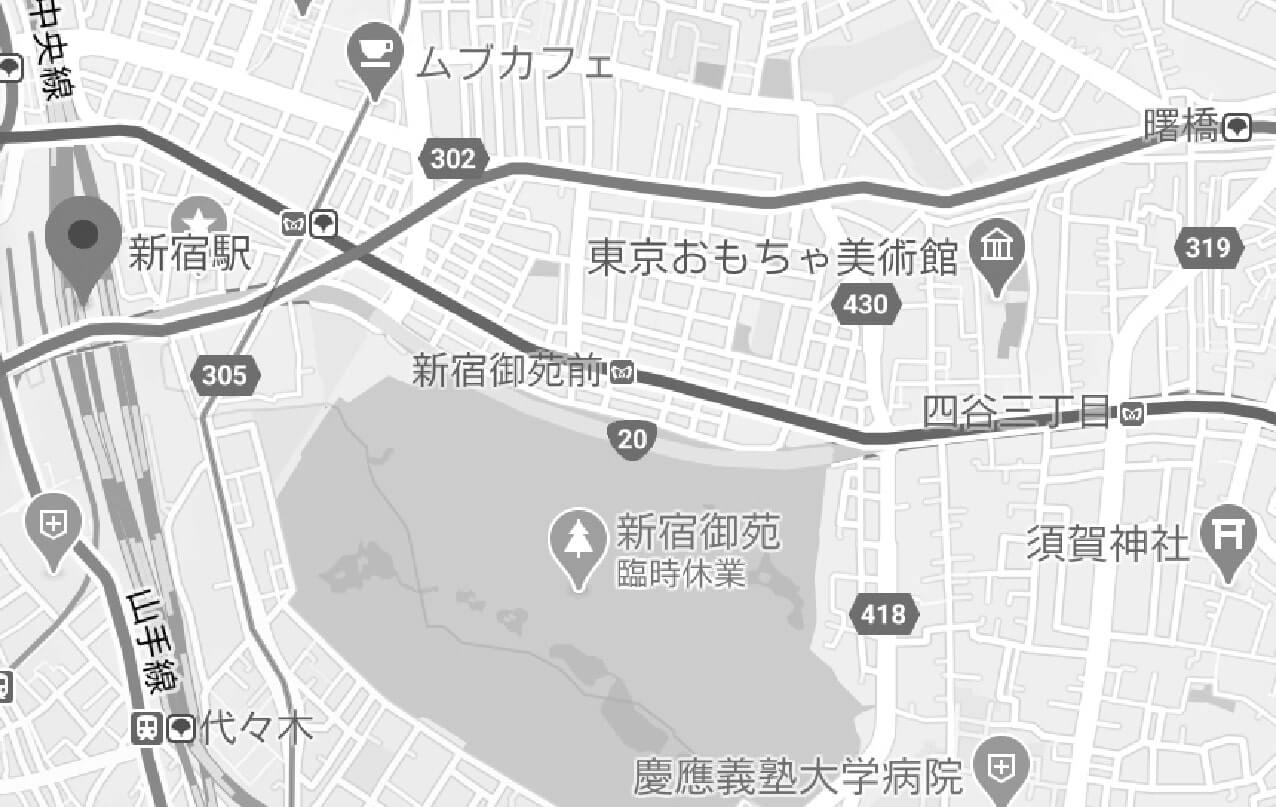 中央線
ムブカフェ
曙橋
302
新宿駅
東京おもちゃ美術館
319
430
新宿御苑前
305
四谷三丁目
20
新宿御苑
臨時休業
須賀神社
418
山手線
代々木
慶應義塾大学病院